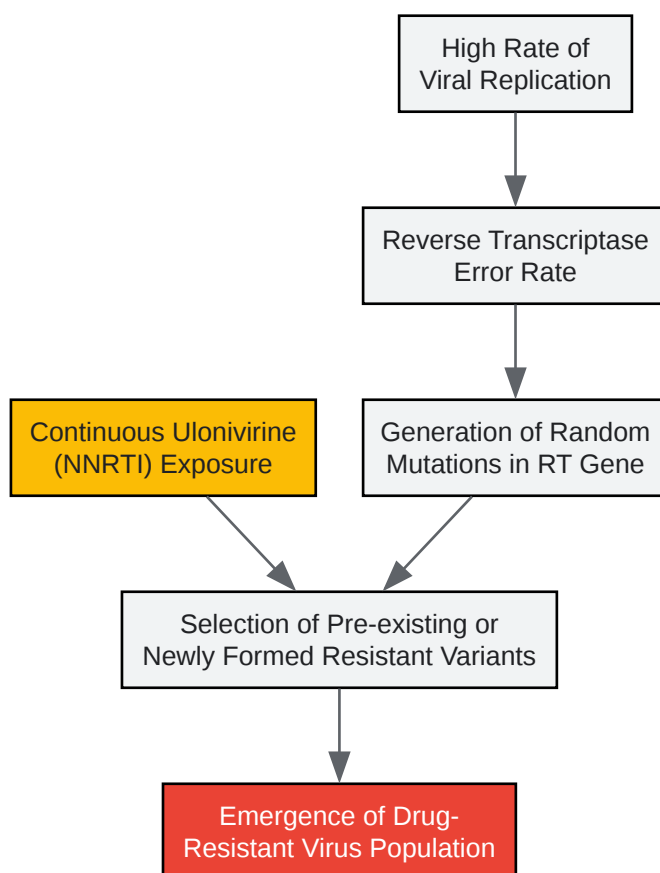 High Rate of
Viral Replication
Reverse Transcriptase
Error Rate
Continuous Ulonivirine
(NNRTI) Exposure
Generation of Random
Mutations in RT Gene
Selection of Pre-existing or
Newly Formed Resistant Variants
Emergence of Drug-
Resistant Virus Population